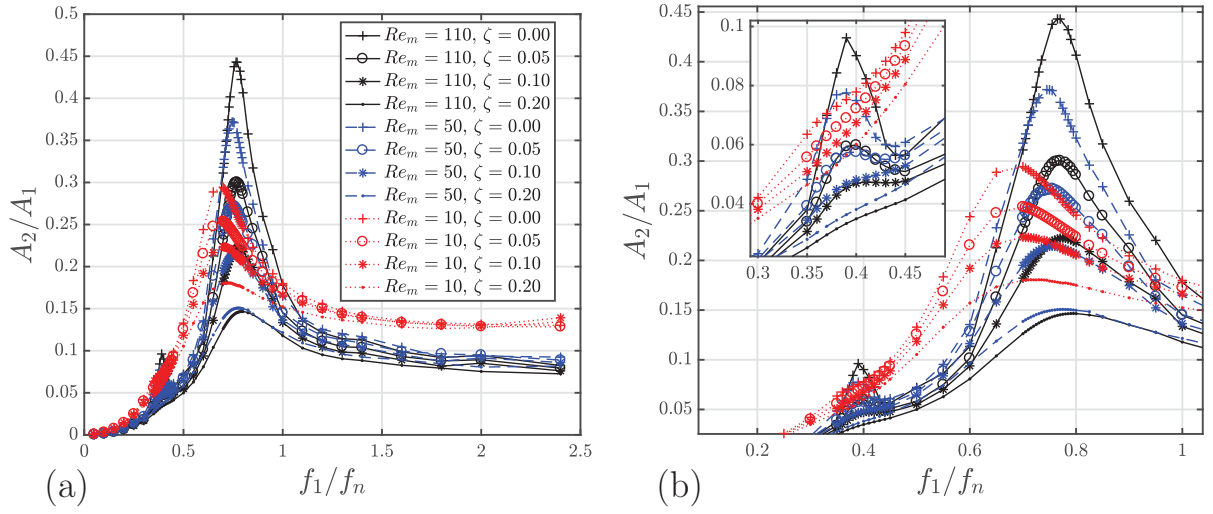 0.5
0.45
0.4
0.35
0.3
0.25
0.2
0.15
0.1
0.05
0
A₂/A₁
0 0.5 1 1.5 2 2.5
f₁/fₙ
(a)
Reₘ = 110, ζ = 0.00
Reₘ = 110, ζ = 0.05
Reₘ = 110, ζ = 0.10
Reₘ = 110, ζ = 0.20
Reₘ = 50, ζ = 0.00
Reₘ = 50, ζ = 0.05
Reₘ = 50, ζ = 0.10
Reₘ = 50, ζ = 0.20
Reₘ = 10, ζ = 0.00
Reₘ = 10, ζ = 0.05
Reₘ = 10, ζ = 0.10
Reₘ = 10, ζ = 0.20
0.45
0.4
0.35
0.3
0.25
0.2
0.15
0.1
0.05
A₂/A₁
0.2 0.4 0.6 0.8 1
f₁/fₙ
(b)
0.1
0.08
0.06
0.04
0.3 0.35 0.4 0.45